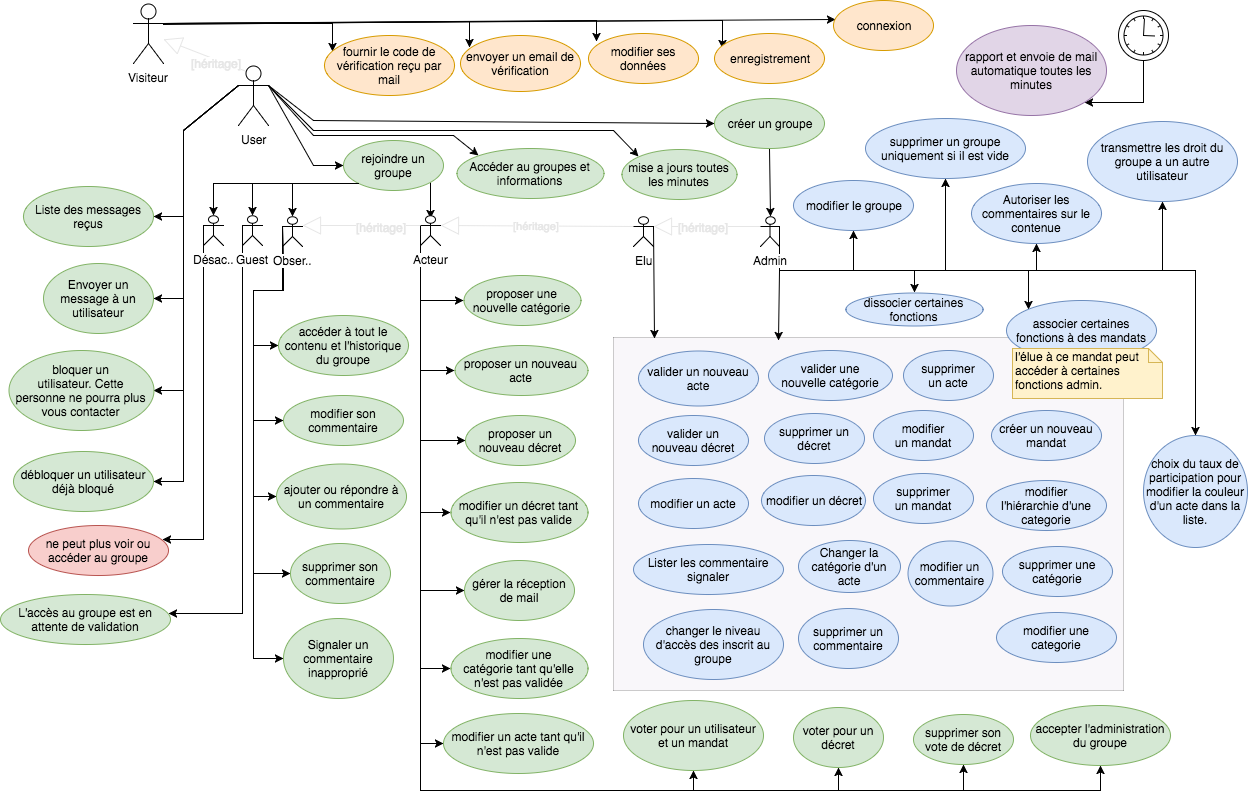 connexion
fournir le code de
vérification reçu par
mail
envoyer un email de
vérification
modifier ses
données
enregistrement
rapport et envoie de mail
automatique toutes les
minutes
Visiteur
[héritage]
User
créer un groupe
rejoindre un
groupe
Accéder au groupes et
informations
mise a jours toutes
les minutes
supprimer un groupe
uniquement si il est vide
transmettre les droit du
groupe a un autre
utilisateur
modifier le groupe
Autoriser les
commentaires sur le
contenue
Liste des messages
reçus
Désac..
Guest
Obser..
[héritage]
Acteur
[héritage]
Elu
[héritage]
Admin
Envoyer un
message à un
utilisateur
proposer une
nouvelle catégorie
dissocier certaines
fonctions
associer certaines
fonctions à des mandats
l'élue à ce mandat peut
accéder à certaines
fonctions admin.
bloquer un
utilisateur. Cette
personne ne pourra plus
vous contacter
accéder à tout le
contenu et l'historique
du groupe
proposer un nouveau
acte
valider un nouveau
acte
valider une
nouvelle catégorie
supprimer
un acte
modifier son
commentaire
proposer un
nouveau décret
valider un
nouveau décret
supprimer un
décret
modifier
un mandat
créer un nouveau
mandat
débloquer un utilisateur
déjà bloqué
ajouter ou répondre à
un commentaire
modifier un décret tant
qu'il n'est pas valide
modifier un acte
modifier un décret
supprimer
un mandat
modifier
l'hiérarchie d'une
categorie
choix du taux de
participation pour
modifier la couleur
d'un acte dans la
liste.
ne peut plus voir ou
accéder au groupe
supprimer son
commentaire
gérer la réception
de mail
Lister les commentaire
signaler
Changer la
catégorie d'un
acte
modifier un
commentaire
supprimer une
catégorie
L'accès au groupe est en
attente de validation
Signaler un
commentaire
inapproprié
modifier une
catégorie tant qu'elle
n'est pas validée
changer le niveau
d'accès des inscrit au
groupe
supprimer un
commentaire
modifier une
categorie
modifier un acte tant qu'il
n'est pas valide
voter pour un utilisateur
et un mandat
voter pour un
décret
supprimer son
vote de décret
accepter l'administration
du groupe